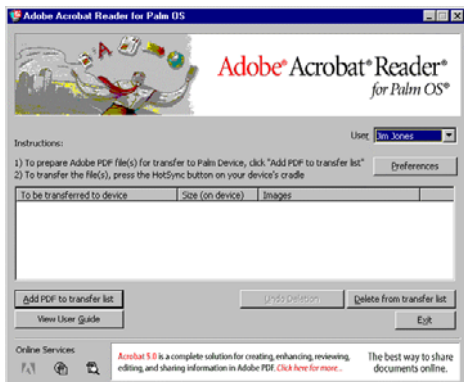 Adobe Acrobat Reader for Palm OS
Adobe® Acrobat® Reader®
for Palm OS®
User Jim Jones
Instructions:
1) To prepare Adobe PDF file(s) for transfer to Palm Device, click "Add PDF to transfer list"
2) To transfer the file(s), press the HotSync button on your device's cradle
Preferences
To be transferred to device Size (on device) Images
Add PDF to transfer list Undo Deletion Delete from transfer list
View User Guide Exit
Online Services
Acrobat 5.0 is a complete solution for creating, enhancing, reviewing,
editing, and sharing information in Adobe PDF. Click here for more..
The best way to share
documents online.